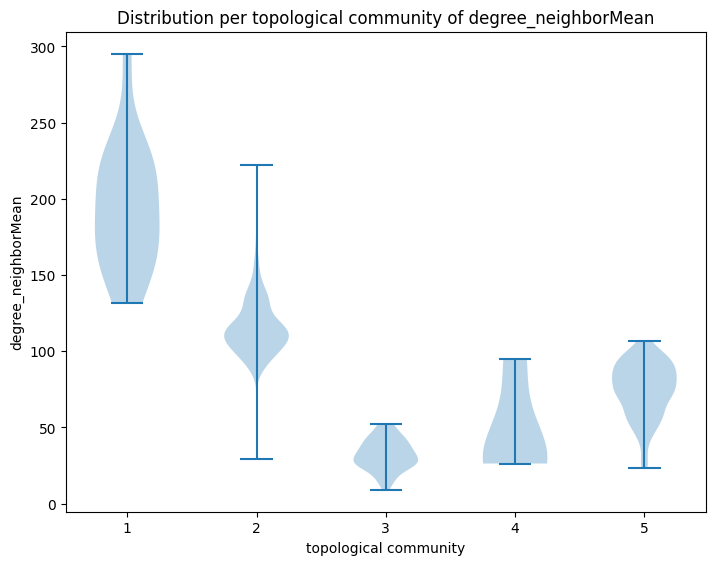 Distribution per topological community of degree_neighborMean
300
250
200
150
100
50
0
degree_neighborMean
1 2 3 4 5
topological community